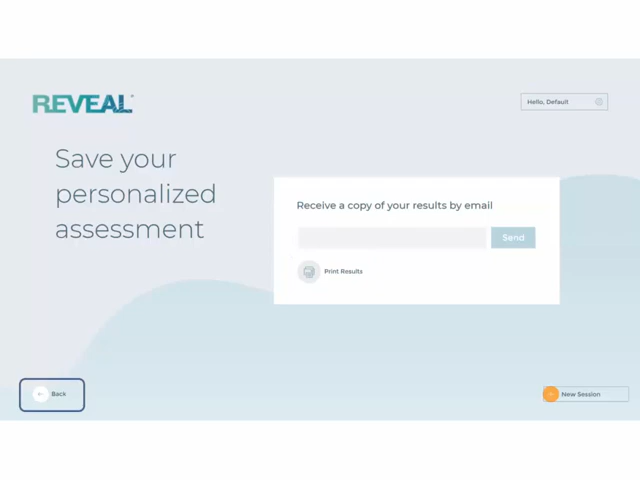 REVEAL
Hello, Default
Save your
personalized
assessment
Receive a copy of your results by email
Send
Print Results
Back
New Session